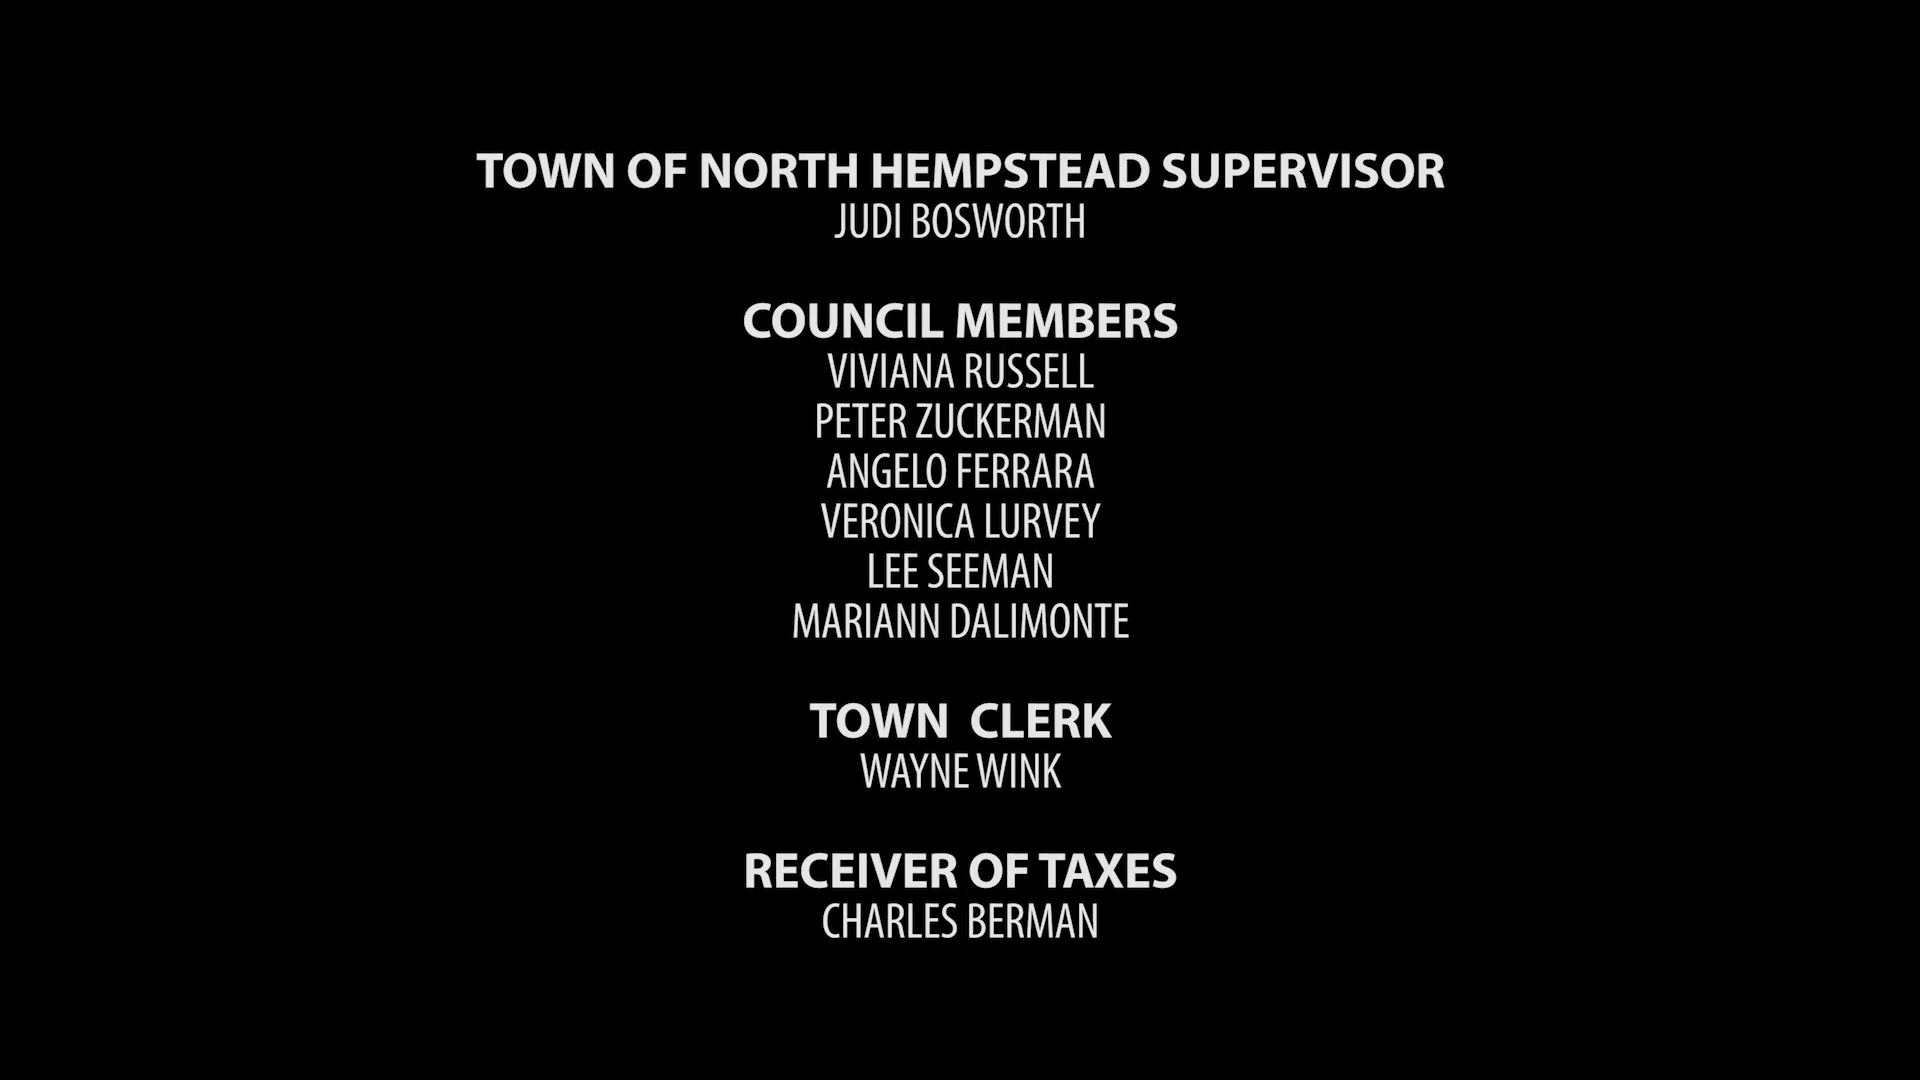 TOWN OF NORTH HEMPSTEAD SUPERVISOR
JUDI BOSWORTH
COUNCIL MEMBERS
VIVIANA RUSSELL
PETER ZUCKERMAN
ANGELO FERRARA
VERONICA LURVEY
LEE SEEMAN
MARIANN DALIMONTE
TOWN  CLERK
WAYNE WINK
RECEIVER OF TAXES
CHARLES BERMAN